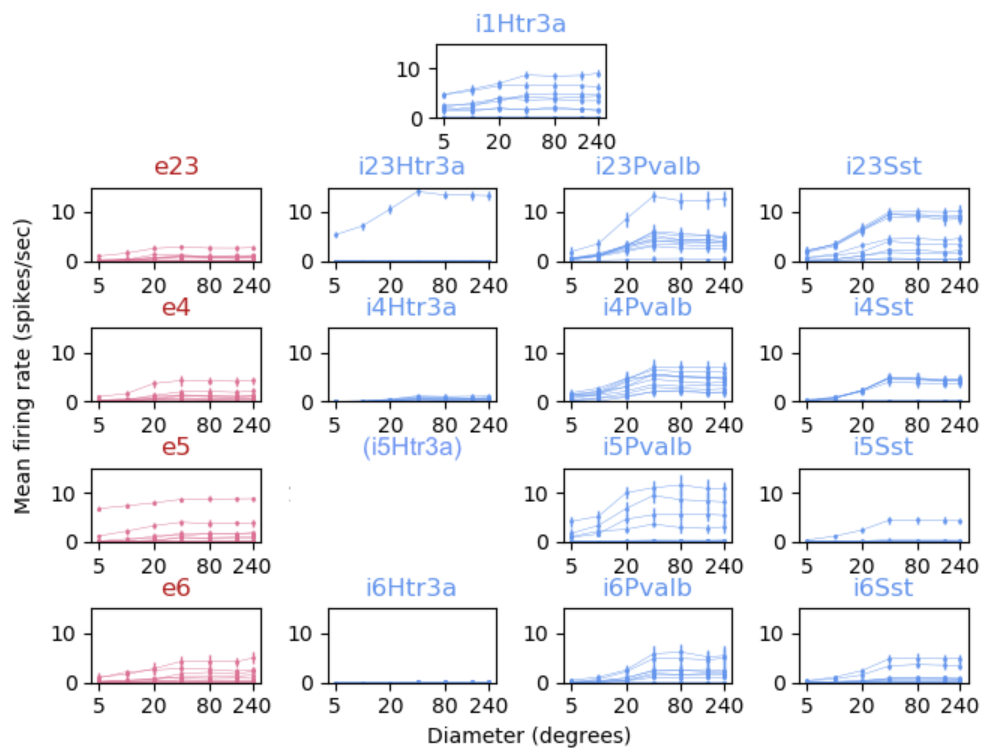 i1Htr3a
10
0
5 20 80 240
e23 i23Htr3a i23Pvalb i23Sst
10 10 10 10
0 0 0 0
5 20 80 240 5 20 80 240 5 20 80 240 5 20 80 240
e4 i4Htr3a i4Pvalb i4Sst
10 10 10 10
0 0 0 0
5 20 80 240 5 20 80 240 5 20 80 240 5 20 80 240
e5 (i5Htr3a) i5Pvalb i5Sst
10 10 10
0 0 0
5 20 80 240 5 20 80 240 5 20 80 240
e6 i6Htr3a i6Pvalb i6Sst
10 10 10 10
0 0 0 0
5 20 80 240 5 20 80 240 5 20 80 240 5 20 80 240
Mean firing rate (spikes/sec)
Diameter (degrees)